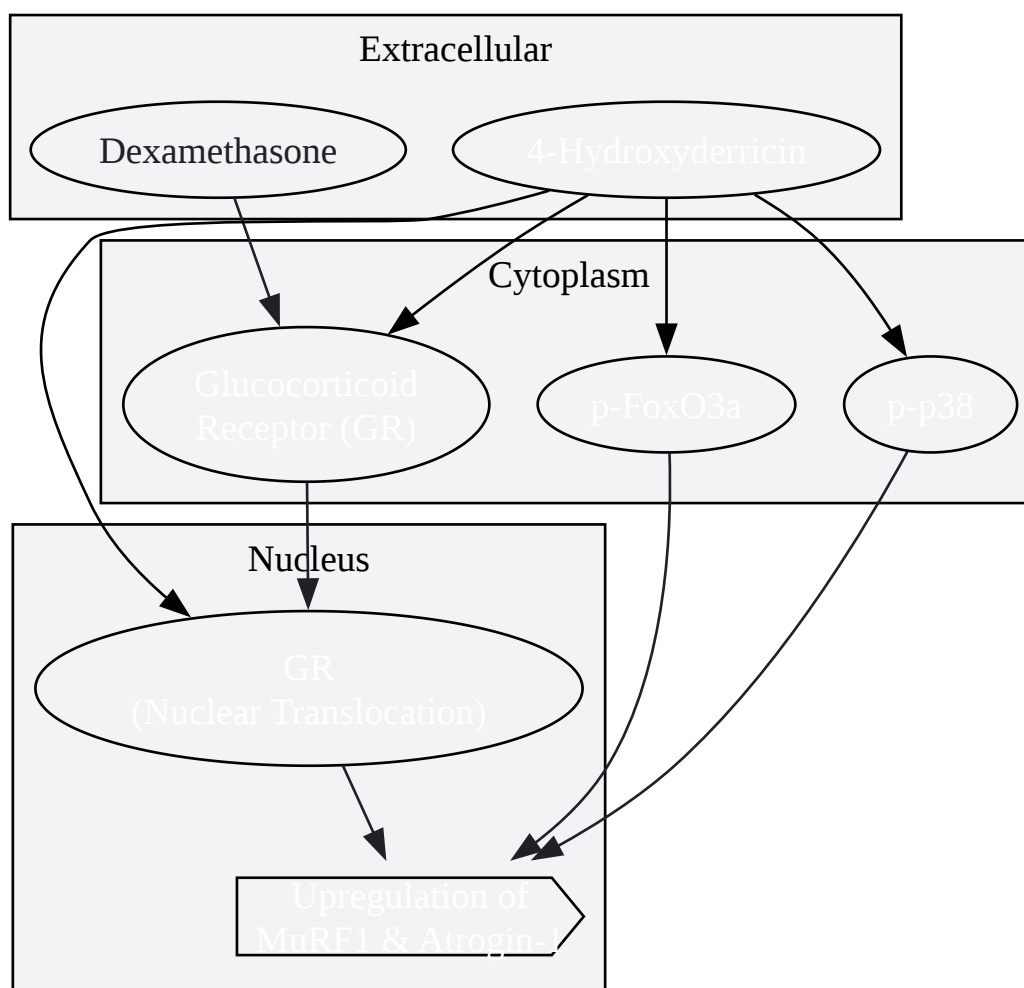 Extracellular
Dexamethasone
4-Hydroxyderricin
Cytoplasm
Glucocorticoid
Receptor (GR)
p-FoxO3a
p-p38
Nucleus
GR
(Nuclear Translocation)
Upregulation of
MuRF1 & Atrogin-1